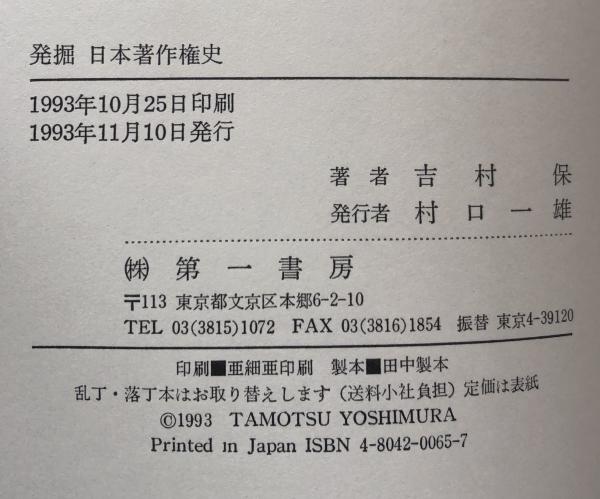 発掘 日本著作権史
1993年10月25日印刷
1993年11月10日発行
著者 吉村 保
発行者 村口一雄
㈱ 第一書房
〒113 東京都文京区本郷6-2-10
TEL 03(3815)1072 FAX 03(3816)1854 振替 東京4-39120
印刷■亜細亜印刷 製本■田中製本
乱丁・落丁本はお取り替えします（送料小社負担）定価は表紙
©1993 TAMOTSU YOSHIMURA
Printed in Japan ISBN 4-8042-0065-7